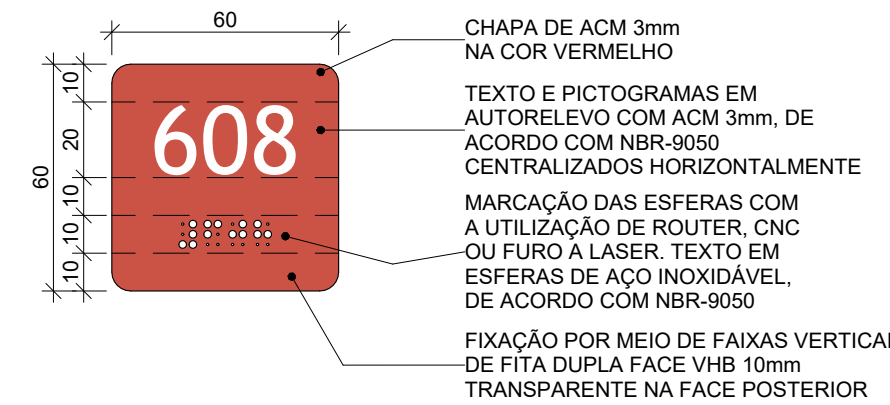 60
CHAPA DE ACM 3mm
NA COR VERMELHO
10
20
10
10
10
60
608
TEXTO E PICTOGRAMAS EM
AUTORELEVO COM ACM 3mm, DE
ACORDO COM NBR-9050
CENTRALIZADOS HORIZONTALMENTE
MARCAÇÃO DAS ESFERAS COM
A UTILIZAÇÃO DE ROUTER, CNC
OU FURO A LASER. TEXTO EM
ESFERAS DE AÇO INOXIDÁVEL,
DE ACORDO COM NBR-9050
FIXAÇÃO POR MEIO DE FAIXAS VERTICAI
DE FITA DUPLA FACE VHB 10mm
TRANSPARENTE NA FACE POSTERIOR